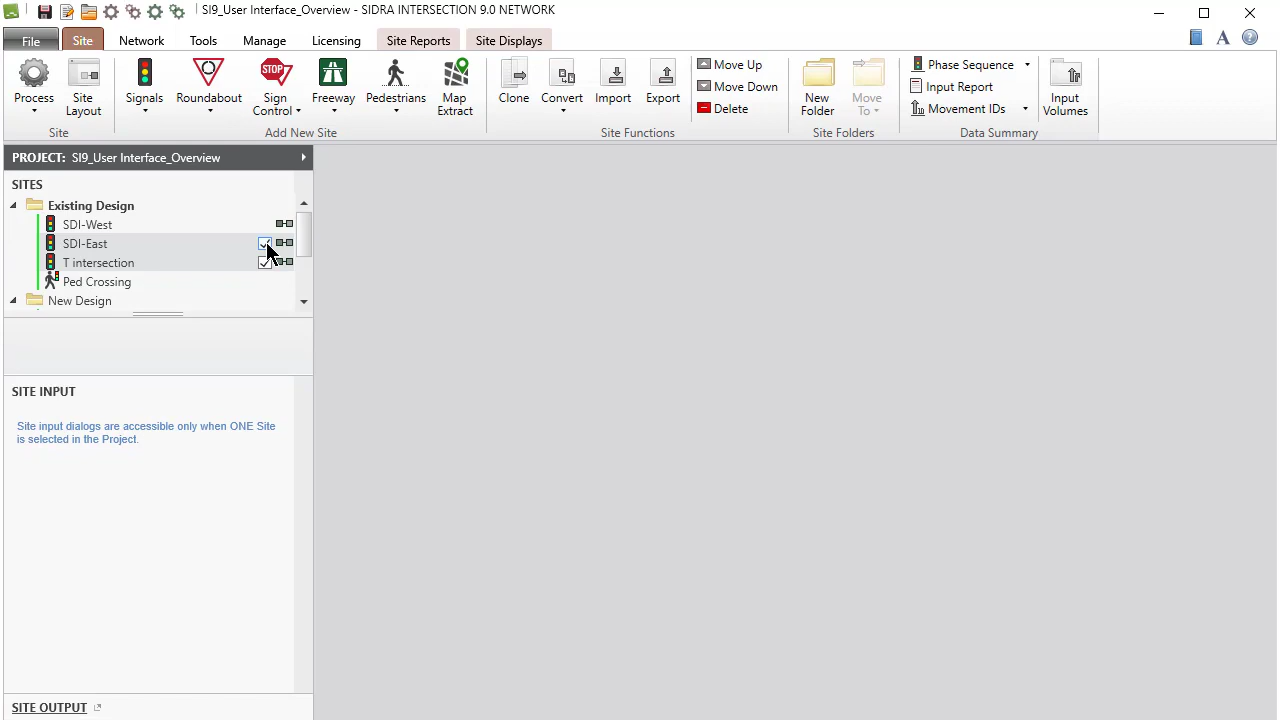 SI9_User Interface_Overview - SIDRA INTERSECTION 9.0 NETWORK
File Site Network Tools Manage Licensing Site Reports Site Displays
Process Site Layout Signals Roundabout Sign Control Freeway Pedestrians Map Extract Clone Convert Import Export Move Up Move Down Delete New Folder Move To Phase Sequence Input Report Movement IDs Input Volumes
Site Add New Site Site Functions Site Folders Data Summary
PROJECT: SI9_User Interface_Overview
SITES
Existing Design
SDI-West
SDI-East
T intersection
Ped Crossing
New Design
SITE INPUT
Site input dialogs are accessible only when ONE Site
is selected in the Project.
SITE OUTPUT